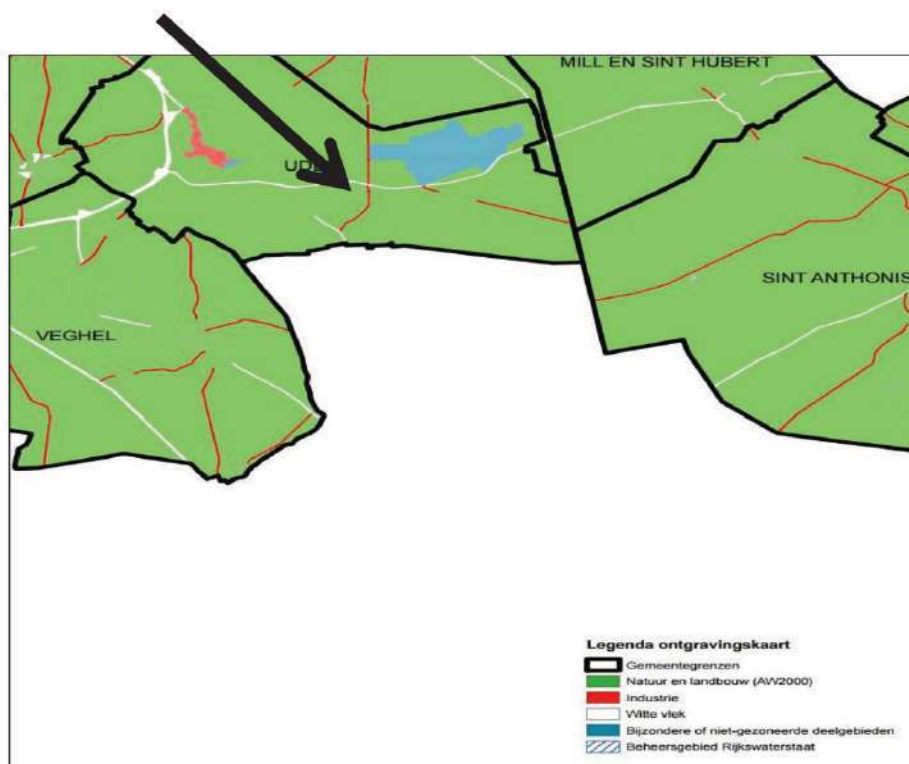 MILL EN SINT HUBERT
SINT ANTHONIS
VEGHEL
Legenda ontgravingskaart
Gemeentegrenzen
Natuur en landbouw (AW2000)
Industrie
Witte vlek
Bijzondere of niet-gezoneerde deelgebieden
Beheersgebied Rijkswaterstaat